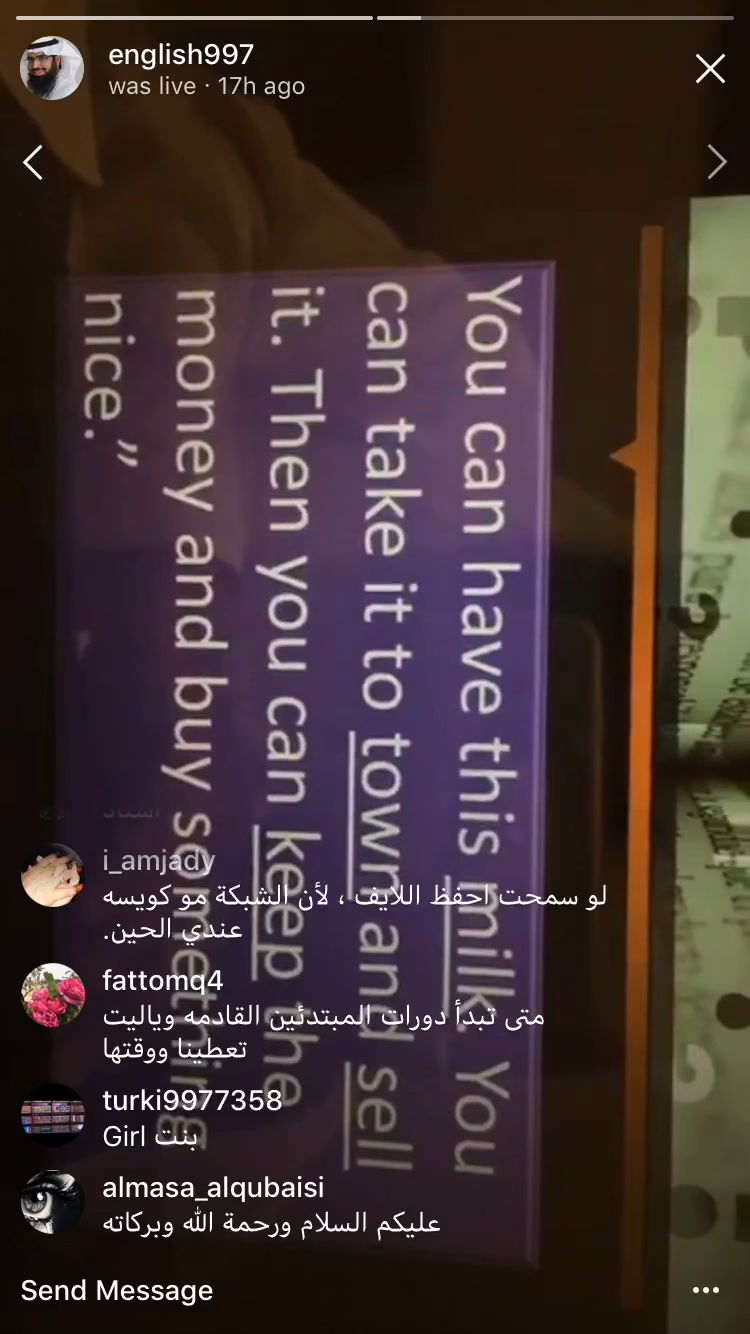 english997
was live · 17h ago
You can have this milk. You
can take it to town and sell
it. Then you can keep the
money and buy something
nice.”
i_amjady
لو سمحت احفظ اللايف ، لأن الشبكة مو كويسه
عندي الحين.
fattomq4
متى تبدأ دورات المبتدئين القادمه وياليت
تعطينا ووقتها
turki9977358
بنت Girl
almasa_alqubaisi
عليكم السلام ورحمة الله وبركاته
Send Message